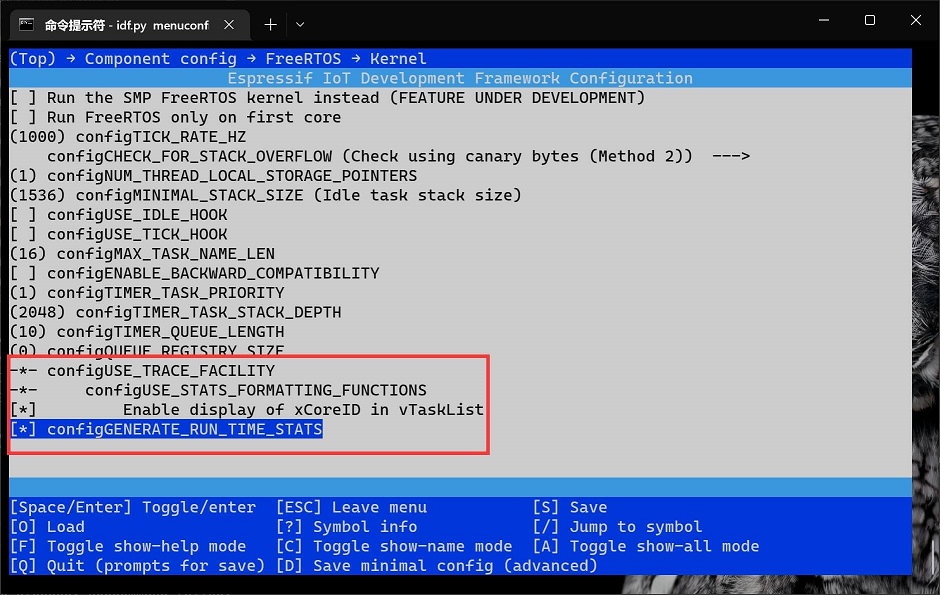 命令提示符 - idf.py  menuconf
(Top) → Component config → FreeRTOS → Kernel
Espressif IoT Development Framework Configuration
[ ] Run the SMP FreeRTOS kernel instead (FEATURE UNDER DEVELOPMENT)
[ ] Run FreeRTOS only on first core
(1000) configTICK_RATE_HZ
configCHECK_FOR_STACK_OVERFLOW (Check using canary bytes (Method 2))  --->
(1) configNUM_THREAD_LOCAL_STORAGE_POINTERS
(1536) configMINIMAL_STACK_SIZE (Idle task stack size)
[ ] configUSE_IDLE_HOOK
[ ] configUSE_TICK_HOOK
(16) configMAX_TASK_NAME_LEN
[ ] configENABLE_BACKWARD_COMPATIBILITY
(1) configTIMER_TASK_PRIORITY
(2048) configTIMER_TASK_STACK_DEPTH
(10) configTIMER_QUEUE_LENGTH
(0) configQUEUE_REGISTRY_SIZE
-*- configUSE_TRACE_FACILITY
-*-     configUSE_STATS_FORMATTING_FUNCTIONS
[*]         Enable display of xCoreID in vTaskList
[*] configGENERATE_RUN_TIME_STATS
[Space/Enter] Toggle/enter  [ESC] Leave menu           [S] Save
[O] Load                    [?] Symbol info            [/] Jump to symbol
[F] Toggle show-help mode   [C] Toggle show-name mode  [A] Toggle show-all mode
[Q] Quit (prompts for save) [D] Save minimal config (advanced)